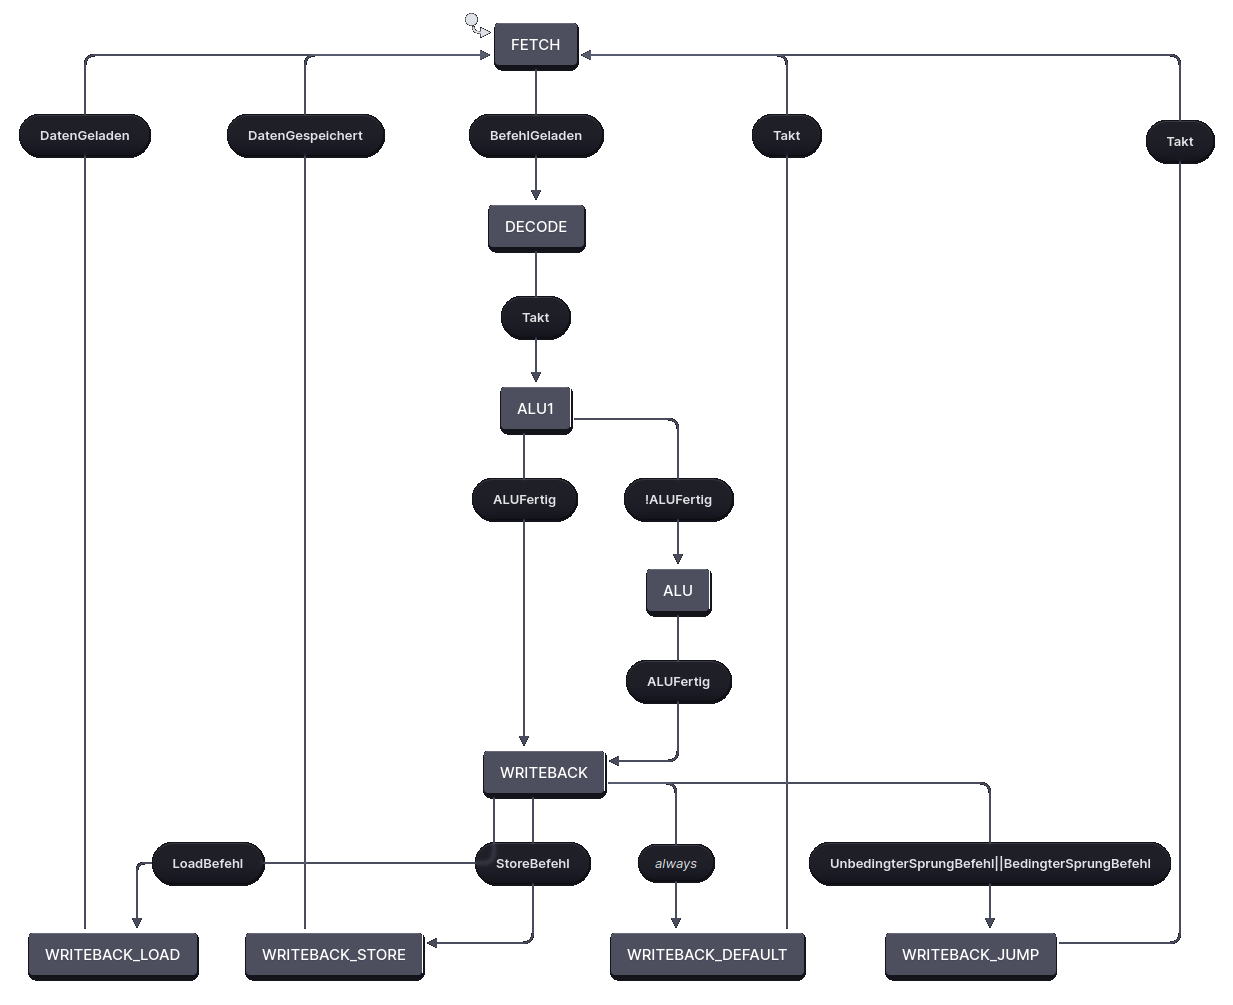 FETCH
DatenGeladen
DatenGespeichert
BefehlGeladen
Takt
Takt
DECODE
Takt
ALU1
ALUFertig
!ALUFertig
ALU
ALUFertig
WRITEBACK
LoadBefehl
StoreBefehl
always
UnbedingterSprungBefehl||BedingterSprungBefehl
WRITEBACK_LOAD
WRITEBACK_STORE
WRITEBACK_DEFAULT
WRITEBACK_JUMP